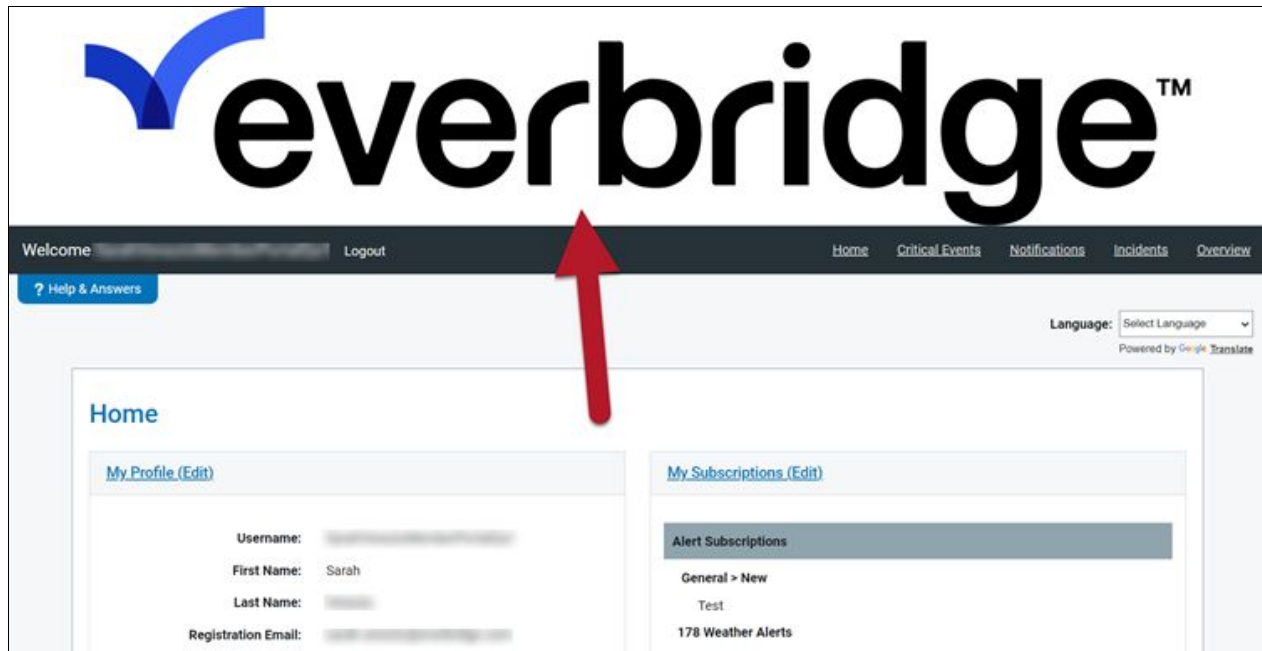 everbridge™
Welcome Logout Home Critical Events Notifications Incidents Overview
? Help & Answers
Language: Select Language
Powered by Google Translate
Home
My Profile (Edit)
My Subscriptions (Edit)
Username:
Alert Subscriptions
First Name: Sarah
General > New
Last Name:
Test
Registration Email:
178 Weather Alerts